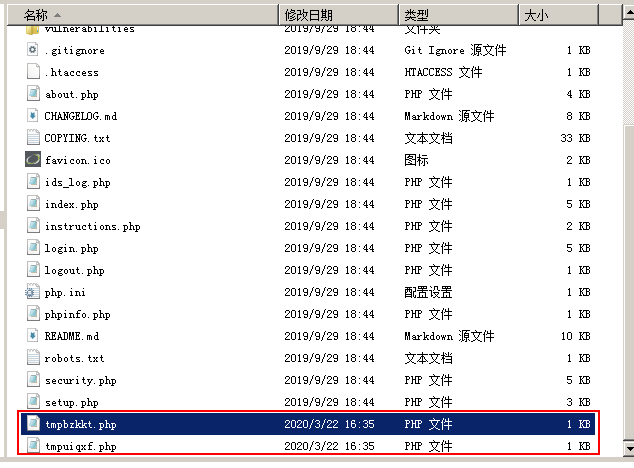 名称 修改日期 类型 大小
vulnerabilities 2019/9/29 18:44 文件夹
.gitignore 2019/9/29 18:44 Git Ignore 源文件 1 KB
.htaccess 2019/9/29 18:44 HTACCESS 文件 1 KB
about.php 2019/9/29 18:44 PHP 文件 4 KB
CHANGELOG.md 2019/9/29 18:44 Markdown 源文件 8 KB
COPYING.txt 2019/9/29 18:44 文本文档 33 KB
favicon.ico 2019/9/29 18:44 图标 2 KB
ids_log.php 2019/9/29 18:44 PHP 文件 1 KB
index.php 2019/9/29 18:44 PHP 文件 5 KB
instructions.php 2019/9/29 18:44 PHP 文件 2 KB
login.php 2019/9/29 18:44 PHP 文件 5 KB
logout.php 2019/9/29 18:44 PHP 文件 1 KB
php.ini 2019/9/29 18:44 配置设置 1 KB
phpinfo.php 2019/9/29 18:44 PHP 文件 1 KB
README.md 2019/9/29 18:44 Markdown 源文件 10 KB
robots.txt 2019/9/29 18:44 文本文档 1 KB
security.php 2019/9/29 18:44 PHP 文件 5 KB
setup.php 2019/9/29 18:44 PHP 文件 3 KB
tmpbzkkt.php 2020/3/22 16:35 PHP 文件 1 KB
tmpuiqxf.php 2020/3/22 16:35 PHP 文件 1 KB